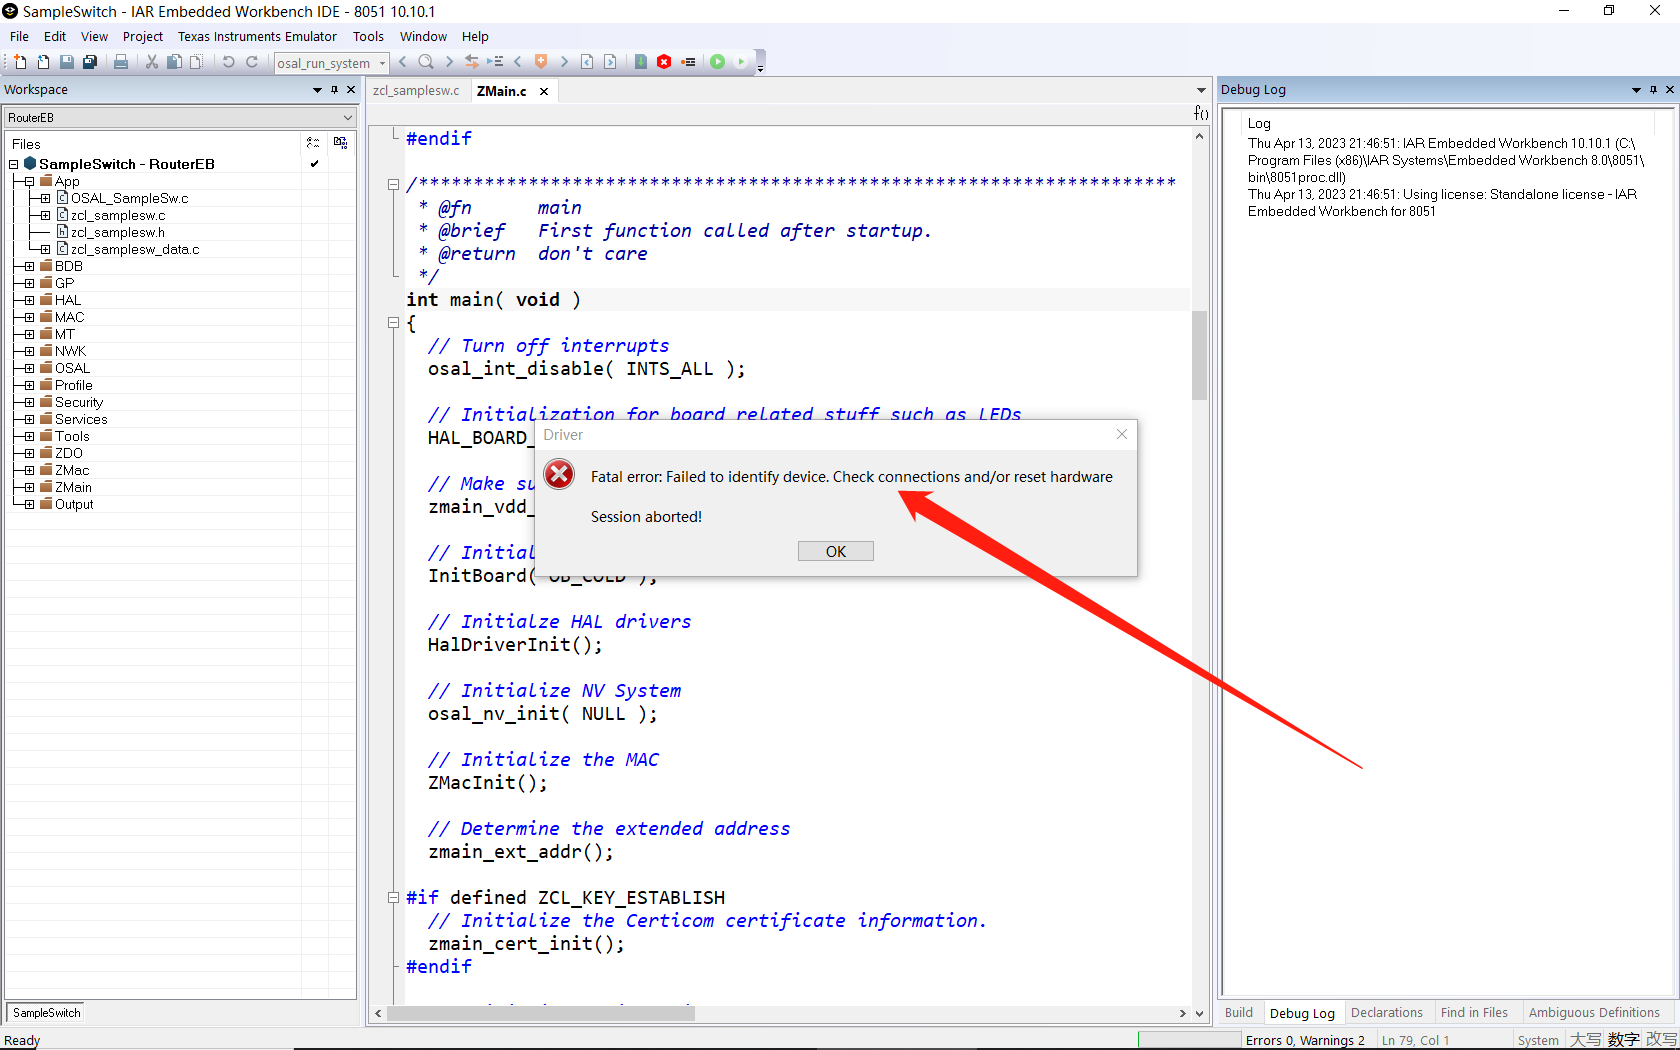 SampleSwitch - IAR Embedded Workbench IDE - 8051 10.10.1
File Edit View Project Texas Instruments Emulator Tools Window Help
osal_run_system
Workspace
RouterEB
Files
SampleSwitch - RouterEB
App
OSAL_SampleSw.c
zcl_samplesw.c
zcl_samplesw.h
zcl_samplesw_data.c
BDB
GP
HAL
MAC
MT
NWK
OSAL
Profile
Security
Services
Tools
ZDO
ZMac
ZMain
Output
SampleSwitch
zcl_samplesw.c ZMain.c
f()
#endif
/*********************************************************************
* @fn main
* @brief First function called after startup.
* @return don't care
*/
int main( void )
{
// Turn off interrupts
osal_int_disable( INTS_ALL );
// Initialization for board related stuff such as LEDs
HAL_BOARD_
// Make su
zmain_vdd_
// Initial
InitBoard( OB_COLD );
// Initialze HAL drivers
HalDriverInit();
// Initialize NV System
osal_nv_init( NULL );
// Initialize the MAC
ZMacInit();
// Determine the extended address
zmain_ext_addr();
#if defined ZCL_KEY_ESTABLISH
// Initialize the Certicom certificate information.
zmain_cert_init();
#endif
Driver
Fatal error: Failed to identify device. Check connections and/or reset hardware
Session aborted!
OK
Debug Log
Log
Thu Apr 13, 2023 21:46:51: IAR Embedded Workbench 10.10.1 (C:\
Program Files (x86)\IAR Systems\Embedded Workbench 8.0\8051\
bin\8051proc.dll)
Thu Apr 13, 2023 21:46:51: Using license: Standalone license - IAR
Embedded Workbench for 8051
Build Debug Log Declarations Find in Files Ambiguous Definitions
Ready
Errors 0, Warnings 2 Ln 79, Col 1 System 大写 数字 改写